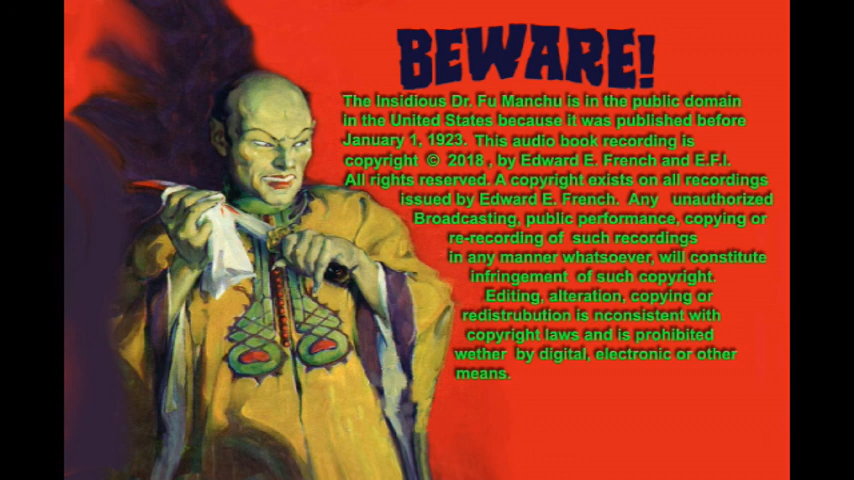 BEWARE!
The Insidious Dr. Fu Manchu is in the public domain
in the United States because it was published before
January 1, 1923. This audio book recording is
copyright © 2018 , by Edward E. French and E.F.I.
All rights reserved. A copyright exists on all recordings
issued by Edward E. French. Any unauthorized
Broadcasting, public performance, copying or
re-recording of such recordings
in any manner whatsoever, will constitute
infringement of such copyright.
Editing, alteration, copying or
redistrubution is nconsistent with
copyright laws and is prohibited
wether by digital, electronic or other
means.